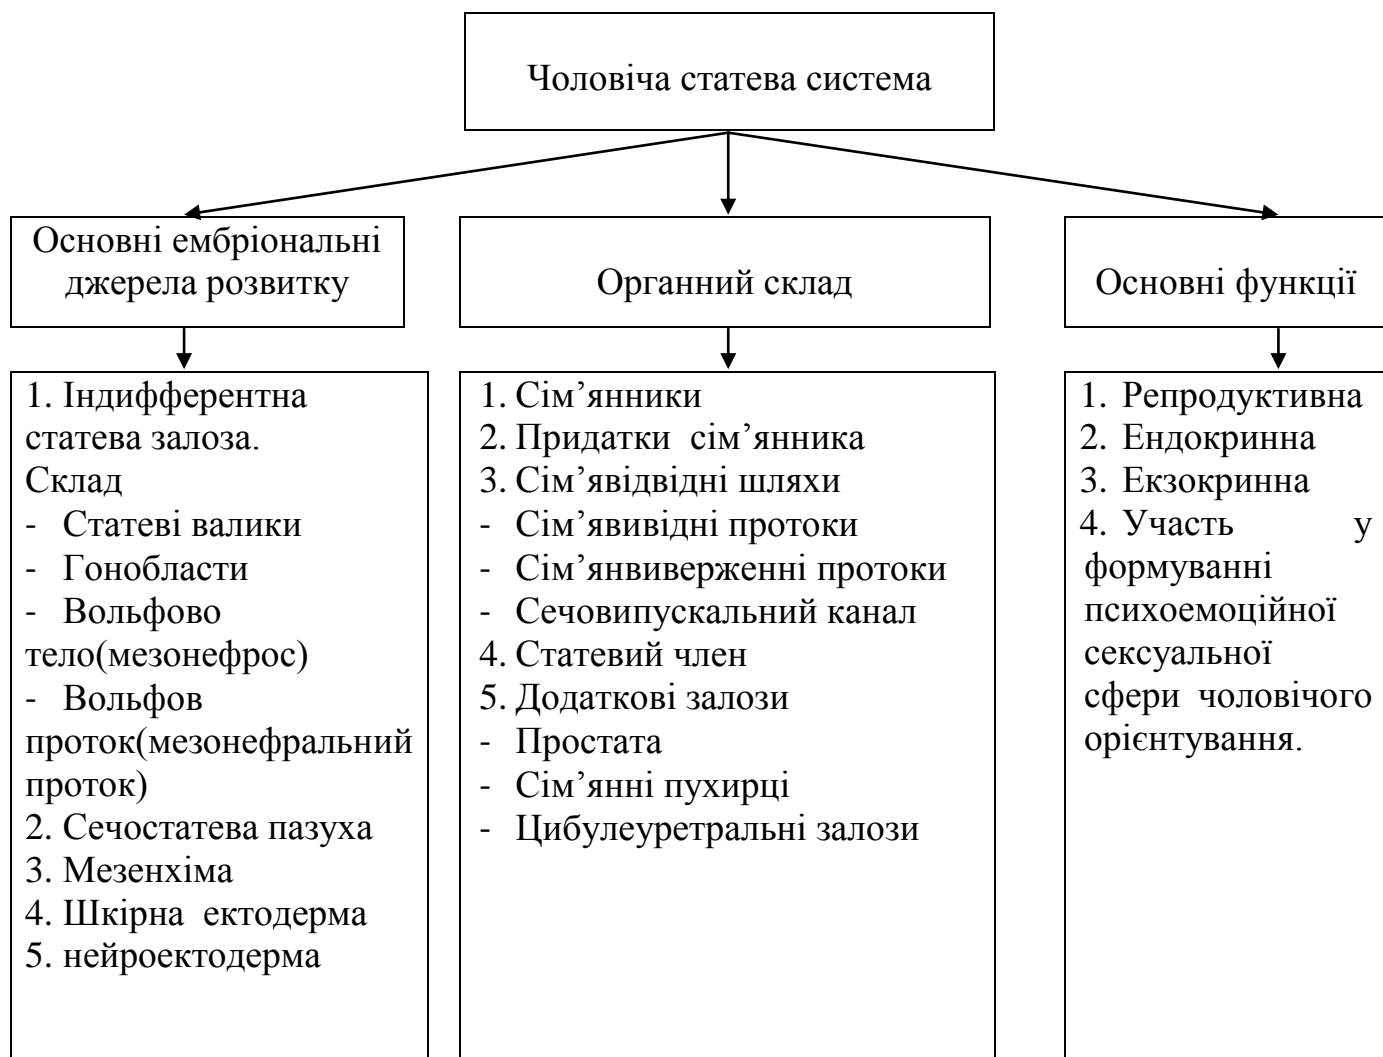 Чоловіча статева система
Основні ембріональні
джерела розвитку
Органний склад
Основні функції
1. Індифферентна
статева залоза.
Склад
- Статеві валики
- Гонобласти
- Вольфово
тело(мезонефрос)
- Вольфов
проток(мезонефральний
проток)
2. Сечостатева пазуха
3. Мезенхіма
4. Шкірна ектодерма
5. нейроектодерма
1. Сім’янники
2. Придатки сім’янника
3. Сім’явідвідні шляхи
- Сім’явивідні протоки
- Сім’янвиверженні протоки
- Сечовипускальний канал
4. Статевий член
5. Додаткові залози
- Простата
- Сім’янні пухирці
- Цибулеуретральні залози
1. Репродуктивна
2. Ендокринна
3. Екзокринна
4. Участь у
формуванні
психоемоційної
сексуальної
сфери чоловічого
орієнтування.